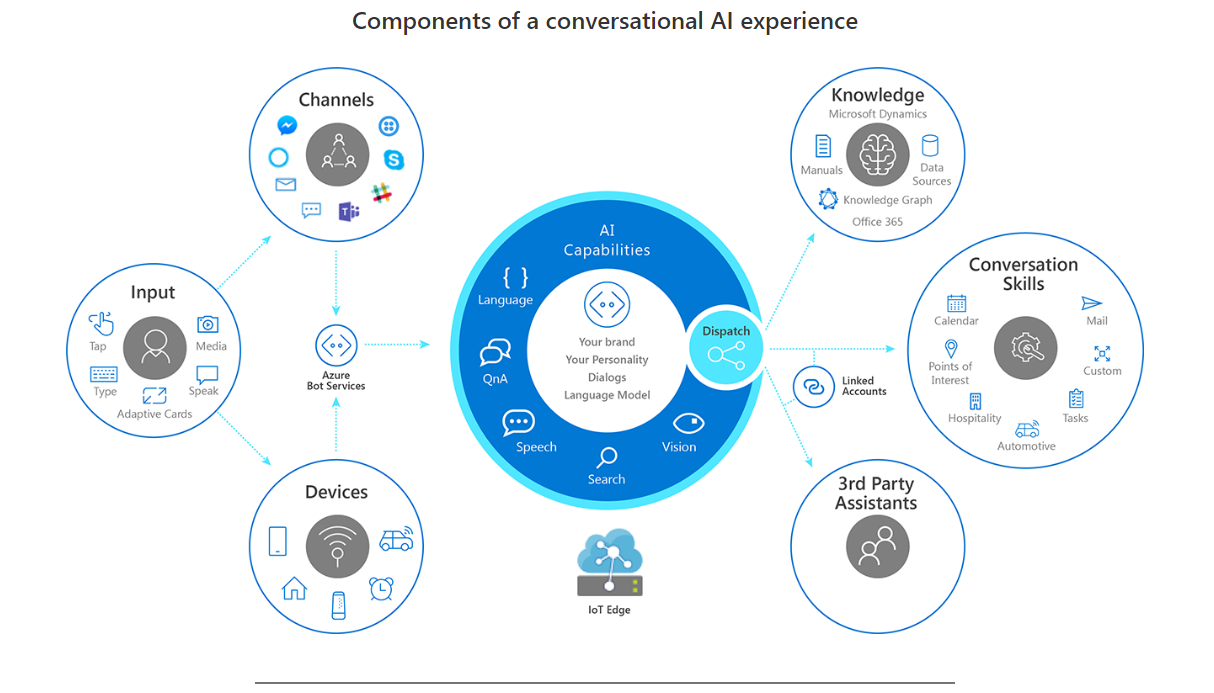 Components of a conversational AI experience
Channels
S
T
Input
Tap
Media
Type
Speak
Adaptive Cards
Azure
Bot Services
Devices
AI
Capabilities
{ }
Language
QnA
Speech
Search
Vision
Your brand
Your Personality
Dialogs
Language Model
Dispatch
IoT Edge
Linked
Accounts
Knowledge
Microsoft Dynamics
Manuals
Data
Sources
Knowledge Graph
Office 365
Conversation
Skills
Calendar
Mail
Points of
Interest
Custom
Hospitality
Tasks
Automotive
3rd Party
Assistants